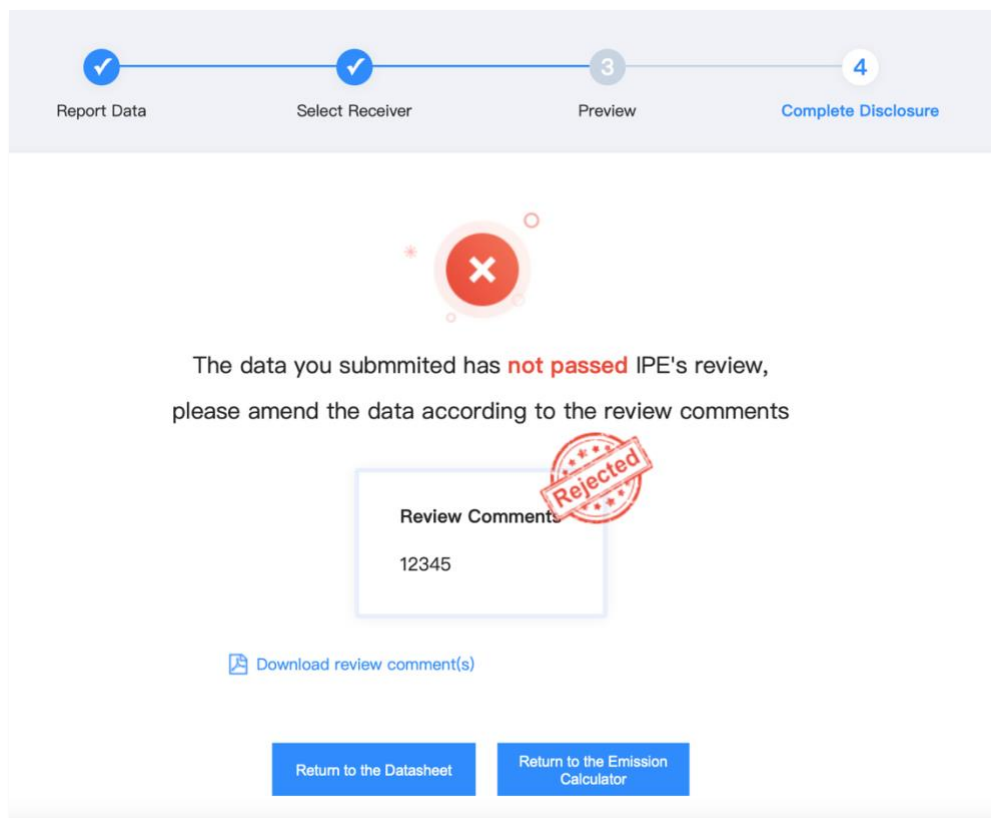 3
4
Report Data
Select Receiver
Preview
Complete Disclosure
The data you submmited has not passed IPE's review,
please amend the data according to the review comments
Rejected
Review Comments
12345
Download review comment(s)
Return to the Datasheet
Return to the Emission
Calculator